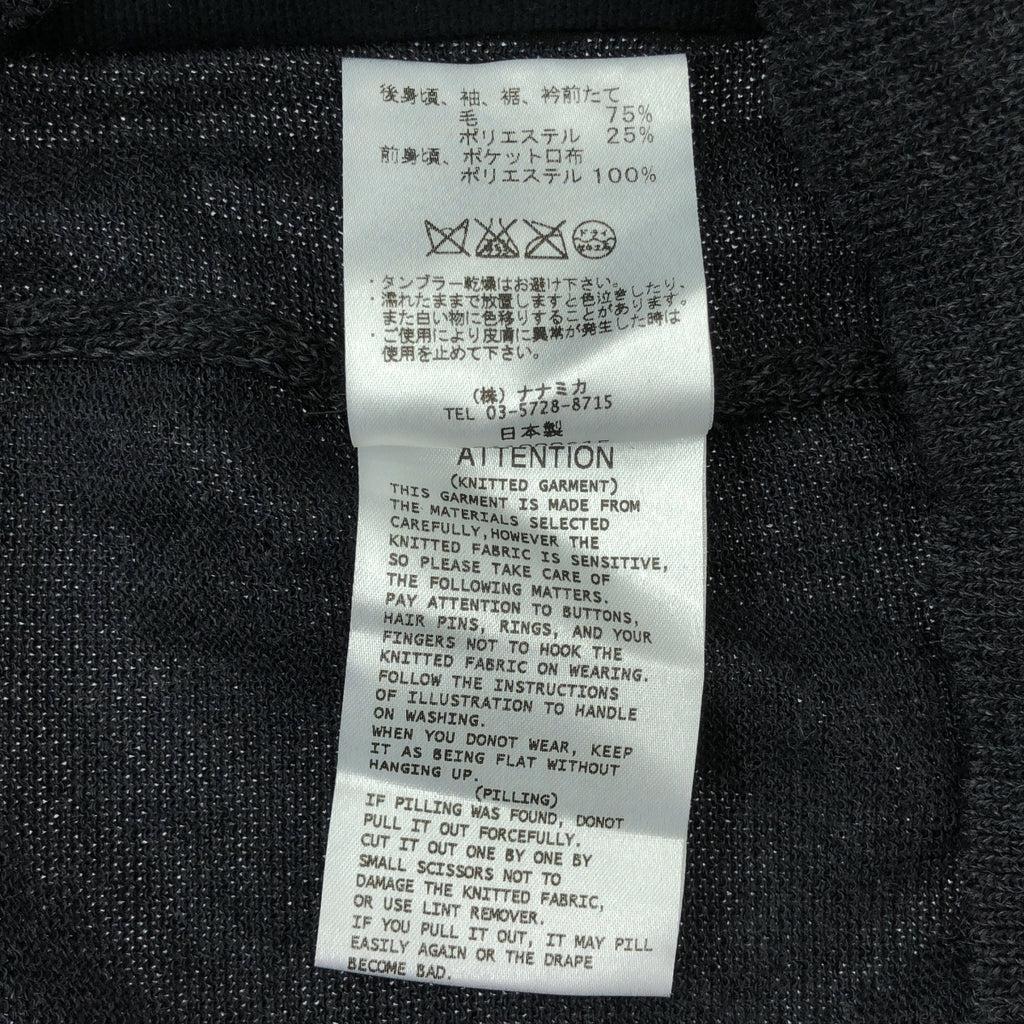 後身頃、袖、裾、衿前たて
毛 75%
ポリエステル 25%
前身頃、ポケット口布
ポリエステル 100%
ドライ
セキユ系
・タンブラー乾燥はお避け下さい。
・濡れたままで放置しますと色泣きしたり、
また白い物に色移りすることがあります。
・ご使用により皮膚に異常が発生した時は
使用を止めて下さい。
(株) ナナミカ
TEL 03-5728-8715
日本製
ATTENTION
(KNITTED GARMENT)
THIS GARMENT IS MADE FROM
THE MATERIALS SELECTED
CAREFULLY,HOWEVER THE
KNITTED FABRIC IS SENSITIVE,
SO PLEASE TAKE CARE OF
THE FOLLOWING MATTERS.
PAY ATTENTION TO BUTTONS,
HAIR PINS, RINGS, AND YOUR
FINGERS NOT TO HOOK THE
KNITTED FABRIC ON WEARING.
FOLLOW THE INSTRUCTIONS
OF ILLUSTRATION TO HANDLE
ON WASHING.
WHEN YOU DONOT WEAR, KEEP
IT AS BEING FLAT WITHOUT
HANGING UP.
(PILLING)
IF PILLING WAS FOUND, DONOT
PULL IT OUT FORCEFULLY.
CUT IT OUT ONE BY ONE BY
SMALL SCISSORS NOT TO
DAMAGE THE KNITTED FABRIC,
OR USE LINT REMOVER.
IF YOU PULL IT OUT, IT MAY PILL
EASILY AGAIN OR THE DRAPE
BECOME BAD.